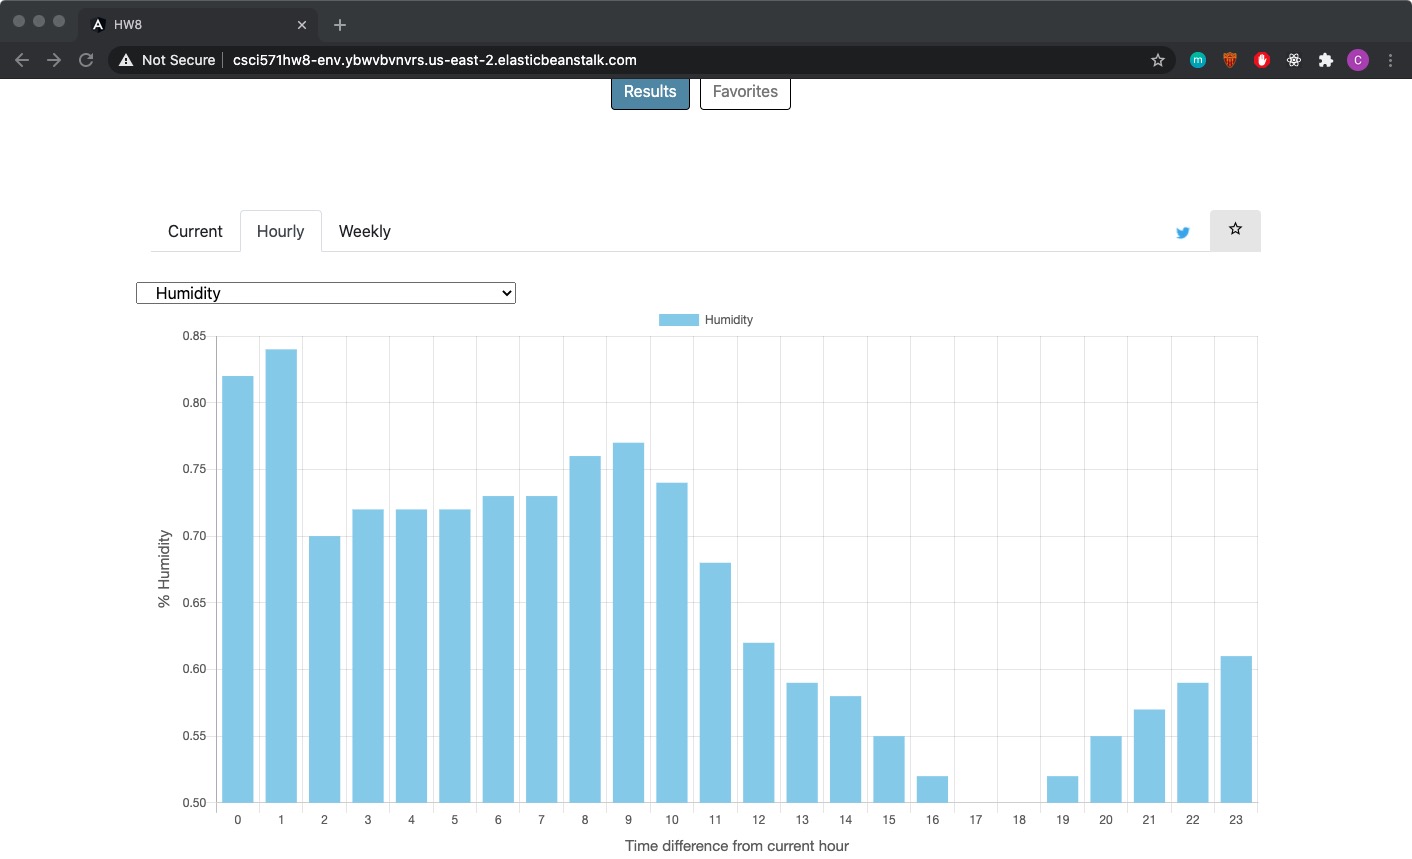 HW8
Not Secure csci571hw8-env.ybwvbvnvrs.us-east-2.elasticbeanstalk.com
m
C
Results Favorites
Current Hourly Weekly
Humidity
Humidity
0.85
0.80
0.75
0.70
0.65
0.60
0.55
0.50
% Humidity
0 1 2 3 4 5 6 7 8 9 10 11 12 13 14 15 16 17 18 19 20 21 22 23
Time difference from current hour